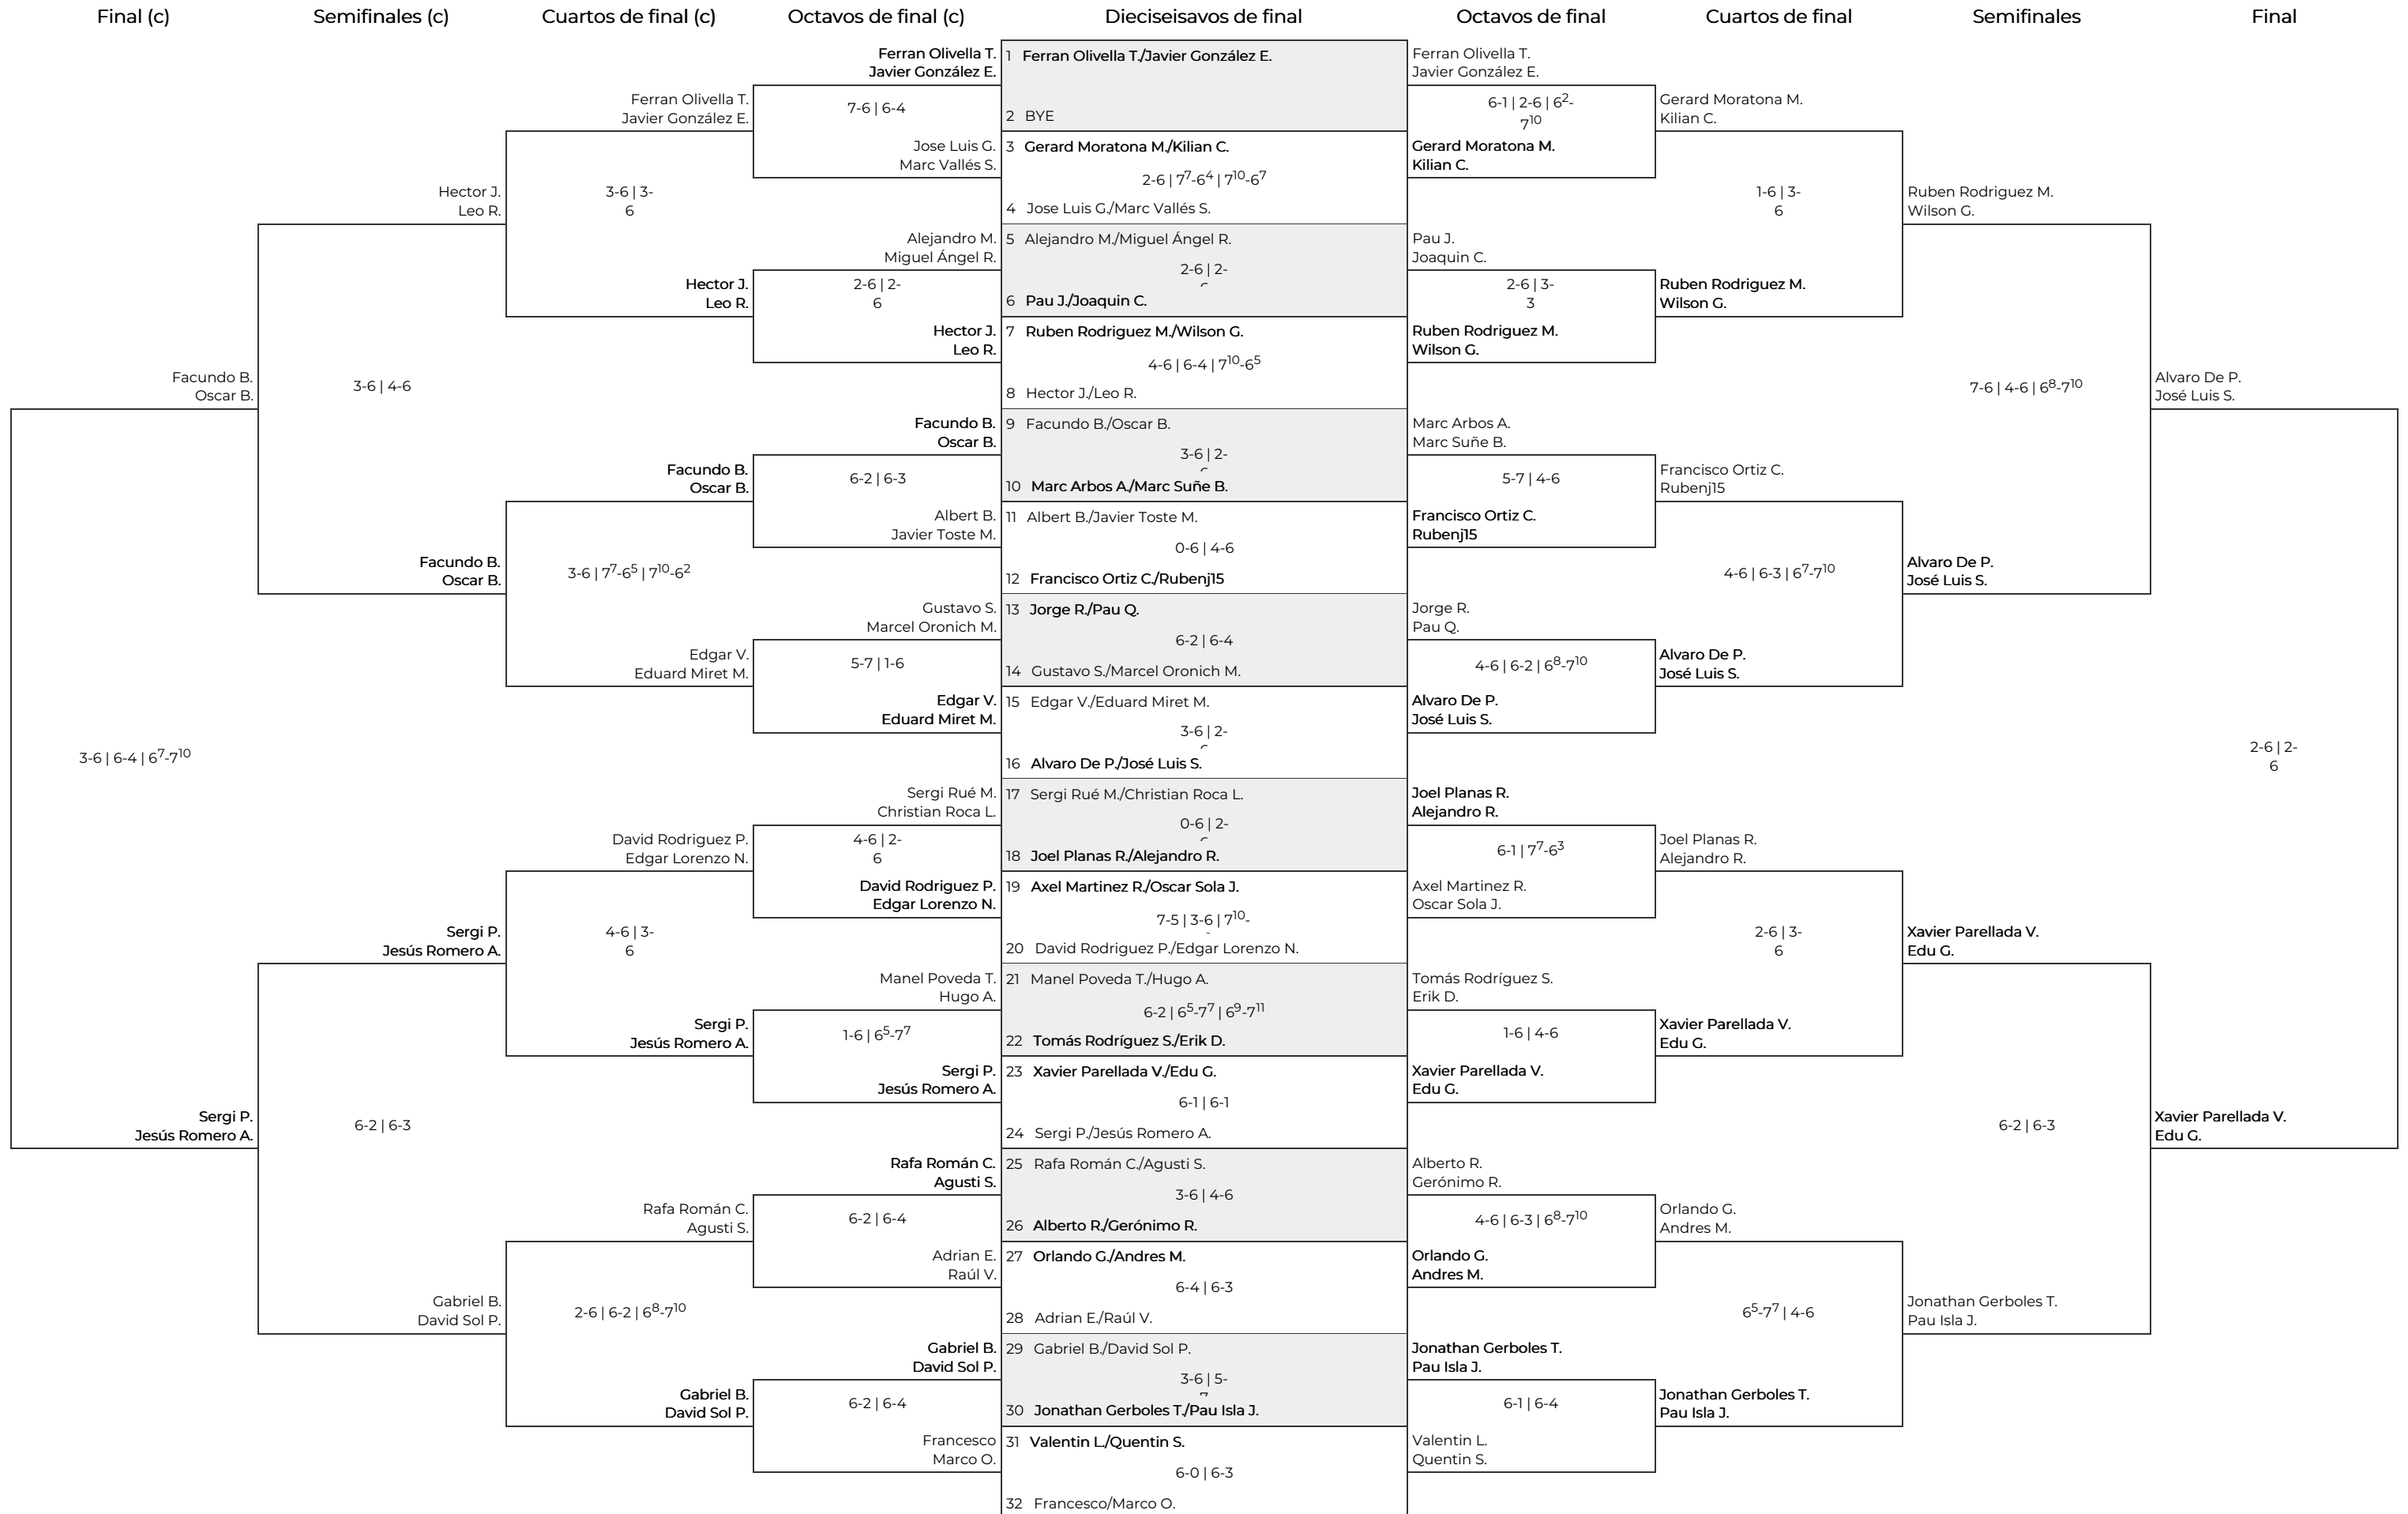 Final (c)
Semifinales (c)
Cuartos de final (c)
Octavos de final (c)
Dieciseisavos de final
Octavos de final
Cuartos de final
Semifinales
Final
Facundo B.
Oscar B.
3-6 | 6-4 | 6⁷-7¹⁰
Sergi P.
Jesús Romero A.
Hector J.
Leo R.
3-6 | 4-6
Facundo B.
Oscar B.
Sergi P.
Jesús Romero A.
6-2 | 6-3
Gabriel B.
David Sol P.
Ferran Olivella T.
Javier González E.
3-6 | 3-
6
Hector J.
Leo R.
Facundo B.
Oscar B.
3-6 | 7⁷-6⁵ | 7¹⁰-6²
Edgar V.
Eduard Miret M.
David Rodriguez P.
Edgar Lorenzo N.
4-6 | 3-
6
Sergi P.
Jesús Romero A.
Rafa Román C.
Agusti S.
2-6 | 6-2 | 6⁸-7¹⁰
Gabriel B.
David Sol P.
Ferran Olivella T.
Javier González E.
7-6 | 6-4
Jose Luis G.
Marc Vallés S.
Alejandro M.
Miguel Ángel R.
2-6 | 2-
6
Hector J.
Leo R.
Facundo B.
Oscar B.
6-2 | 6-3
Albert B.
Javier Toste M.
Gustavo S.
Marcel Oronich M.
5-7 | 1-6
Edgar V.
Eduard Miret M.
Sergi Rué M.
Christian Roca L.
4-6 | 2-
6
David Rodriguez P.
Edgar Lorenzo N.
Manel Poveda T.
Hugo A.
1-6 | 6⁵-7⁷
Sergi P.
Jesús Romero A.
Rafa Román C.
Agusti S.
6-2 | 6-4
Adrian E.
Raúl V.
Gabriel B.
David Sol P.
6-2 | 6-4
Francesco
Marco O.
1 Ferran Olivella T./Javier González E.
2 BYE
3 Gerard Moratona M./Kilian C.
2-6 | 7⁷-6⁴ | 7¹⁰-6⁷
4 Jose Luis G./Marc Vallés S.
5 Alejandro M./Miguel Ángel R.
2-6 | 2-
6 Pau J./Joaquin C.
7 Ruben Rodriguez M./Wilson G.
4-6 | 6-4 | 7¹⁰-6⁵
8 Hector J./Leo R.
9 Facundo B./Oscar B.
3-6 | 2-
10 Marc Arbos A./Marc Suñe B.
11 Albert B./Javier Toste M.
0-6 | 4-6
12 Francisco Ortiz C./Rubenj15
13 Jorge R./Pau Q.
6-2 | 6-4
14 Gustavo S./Marcel Oronich M.
15 Edgar V./Eduard Miret M.
3-6 | 2-
16 Alvaro De P./José Luis S.
17 Sergi Rué M./Christian Roca L.
0-6 | 2-
18 Joel Planas R./Alejandro R.
19 Axel Martinez R./Oscar Sola J.
7-5 | 3-6 | 7¹⁰-
20 David Rodriguez P./Edgar Lorenzo N.
21 Manel Poveda T./Hugo A.
6-2 | 6⁵-7⁷ | 6⁹-7¹¹
22 Tomás Rodríguez S./Erik D.
23 Xavier Parellada V./Edu G.
6-1 | 6-1
24 Sergi P./Jesús Romero A.
25 Rafa Román C./Agusti S.
3-6 | 4-6
26 Alberto R./Gerónimo R.
27 Orlando G./Andres M.
6-4 | 6-3
28 Adrian E./Raúl V.
29 Gabriel B./David Sol P.
3-6 | 5-
30 Jonathan Gerboles T./Pau Isla J.
31 Valentin L./Quentin S.
6-0 | 6-3
32 Francesco/Marco O.
Ferran Olivella T.
Javier González E.
6-1 | 2-6 | 6²-
7¹⁰
Gerard Moratona M.
Kilian C.
Pau J.
Joaquin C.
2-6 | 3-
3
Ruben Rodriguez M.
Wilson G.
Marc Arbos A.
Marc Suñe B.
5-7 | 4-6
Francisco Ortiz C.
Rubenj15
Jorge R.
Pau Q.
4-6 | 6-2 | 6⁸-7¹⁰
Alvaro De P.
José Luis S.
Joel Planas R.
Alejandro R.
6-1 | 7⁷-6³
Axel Martinez R.
Oscar Sola J.
Tomás Rodríguez S.
Erik D.
1-6 | 4-6
Xavier Parellada V.
Edu G.
Alberto R.
Gerónimo R.
4-6 | 6-3 | 6⁸-7¹⁰
Orlando G.
Andres M.
Jonathan Gerboles T.
Pau Isla J.
6-1 | 6-4
Valentin L.
Quentin S.
Gerard Moratona M.
Kilian C.
1-6 | 3-
6
Ruben Rodriguez M.
Wilson G.
Francisco Ortiz C.
Rubenj15
4-6 | 6-3 | 6⁷-7¹⁰
Alvaro De P.
José Luis S.
Joel Planas R.
Alejandro R.
2-6 | 3-
6
Xavier Parellada V.
Edu G.
Orlando G.
Andres M.
6⁵-7⁷ | 4-6
Jonathan Gerboles T.
Pau Isla J.
Ruben Rodriguez M.
Wilson G.
7-6 | 4-6 | 6⁸-7¹⁰
Alvaro De P.
José Luis S.
Xavier Parellada V.
Edu G.
6-2 | 6-3
Jonathan Gerboles T.
Pau Isla J.
Alvaro De P.
José Luis S.
2-6 | 2-
6
Xavier Parellada V.
Edu G.